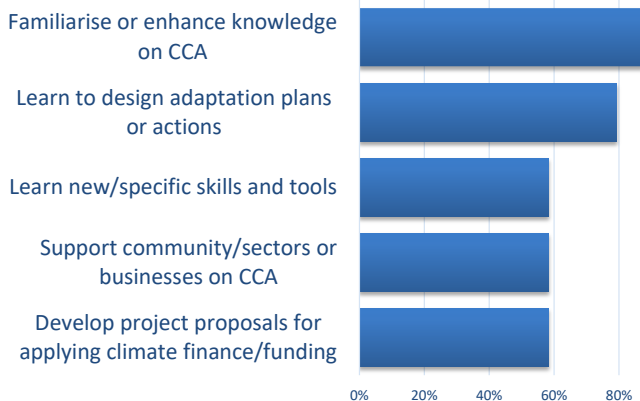 Familiarise or enhance knowledge
on CCA
Learn to design adaptation plans
or actions
Learn new/specific skills and tools
Support community/sectors or
businesses on CCA
Develop project proposals for
applying climate finance/funding
0% 20% 40% 60% 80%